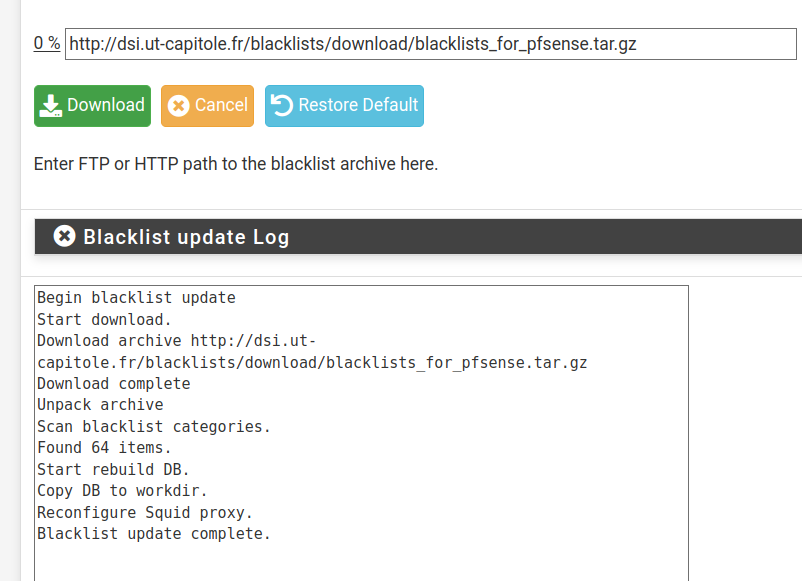 0 % http://dsi.ut-capitole.fr/blacklists/download/blacklists_for_pfsense.tar.gz
Download Cancel Restore Default
Enter FTP or HTTP path to the blacklist archive here.
Blacklist update Log
Begin blacklist update
Start download.
Download archive http://dsi.ut-
capitole.fr/blacklists/download/blacklists_for_pfsense.tar.gz
Download complete
Unpack archive
Scan blacklist categories.
Found 64 items.
Start rebuild DB.
Copy DB to workdir.
Reconfigure Squid proxy.
Blacklist update complete.